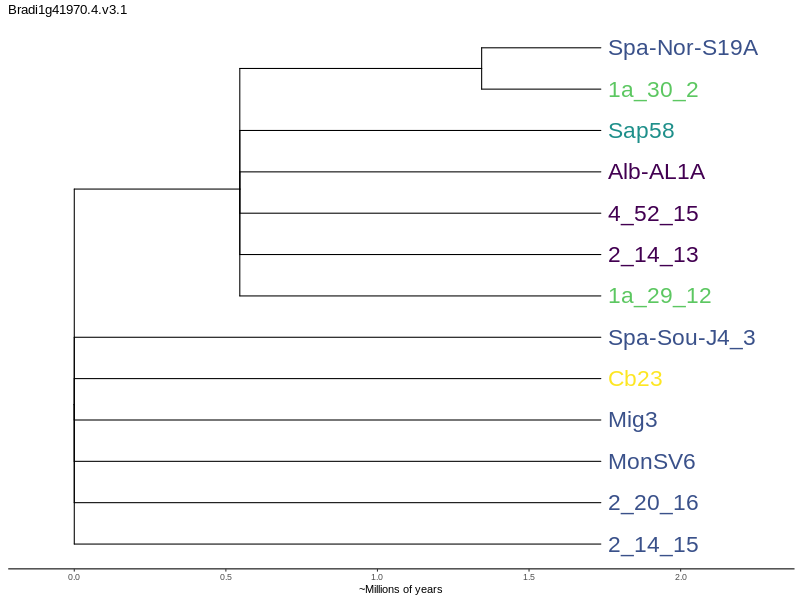 Bradi1g41970.4.v3.1
Spa-Nor-S19A
1a_30_2
Sap58
Alb-AL1A
4_52_15
2_14_13
1a_29_12
Spa-Sou-J4_3
Cb23
Mig3
MonSV6
2_20_16
2_14_15
0.0 0.5 1.0 1.5 2.0
~Millions of years